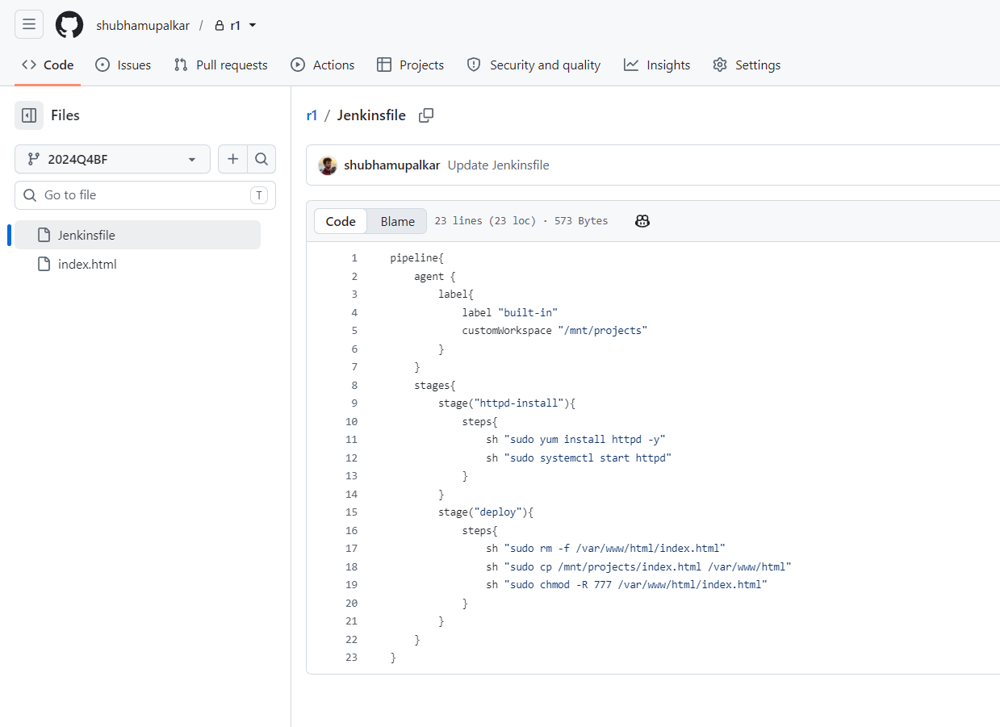 shubhamupalkar / r1
Code Issues Pull requests Actions Projects Security and quality Insights Settings
Files
2024Q4BF
Go to file T
Jenkinsfile
index.html
r1 / Jenkinsfile
shubhamupalkar Update Jenkinsfile
Code Blame 23 lines (23 loc) · 573 Bytes
1 pipeline{
2     agent {
3         label{
4             label "built-in"
5             customWorkspace "/mnt/projects"
6         }
7     }
8     stages{
9         stage("httpd-install"){
10             steps{
11                 sh "sudo yum install httpd -y"
12                 sh "sudo systemctl start httpd"
13             }
14         }
15         stage("deploy"){
16             steps{
17                 sh "sudo rm -f /var/www/html/index.html"
18                 sh "sudo cp /mnt/projects/index.html /var/www/html"
19                 sh "sudo chmod -R 777 /var/www/html/index.html"
20             }
21         }
22     }
23 }